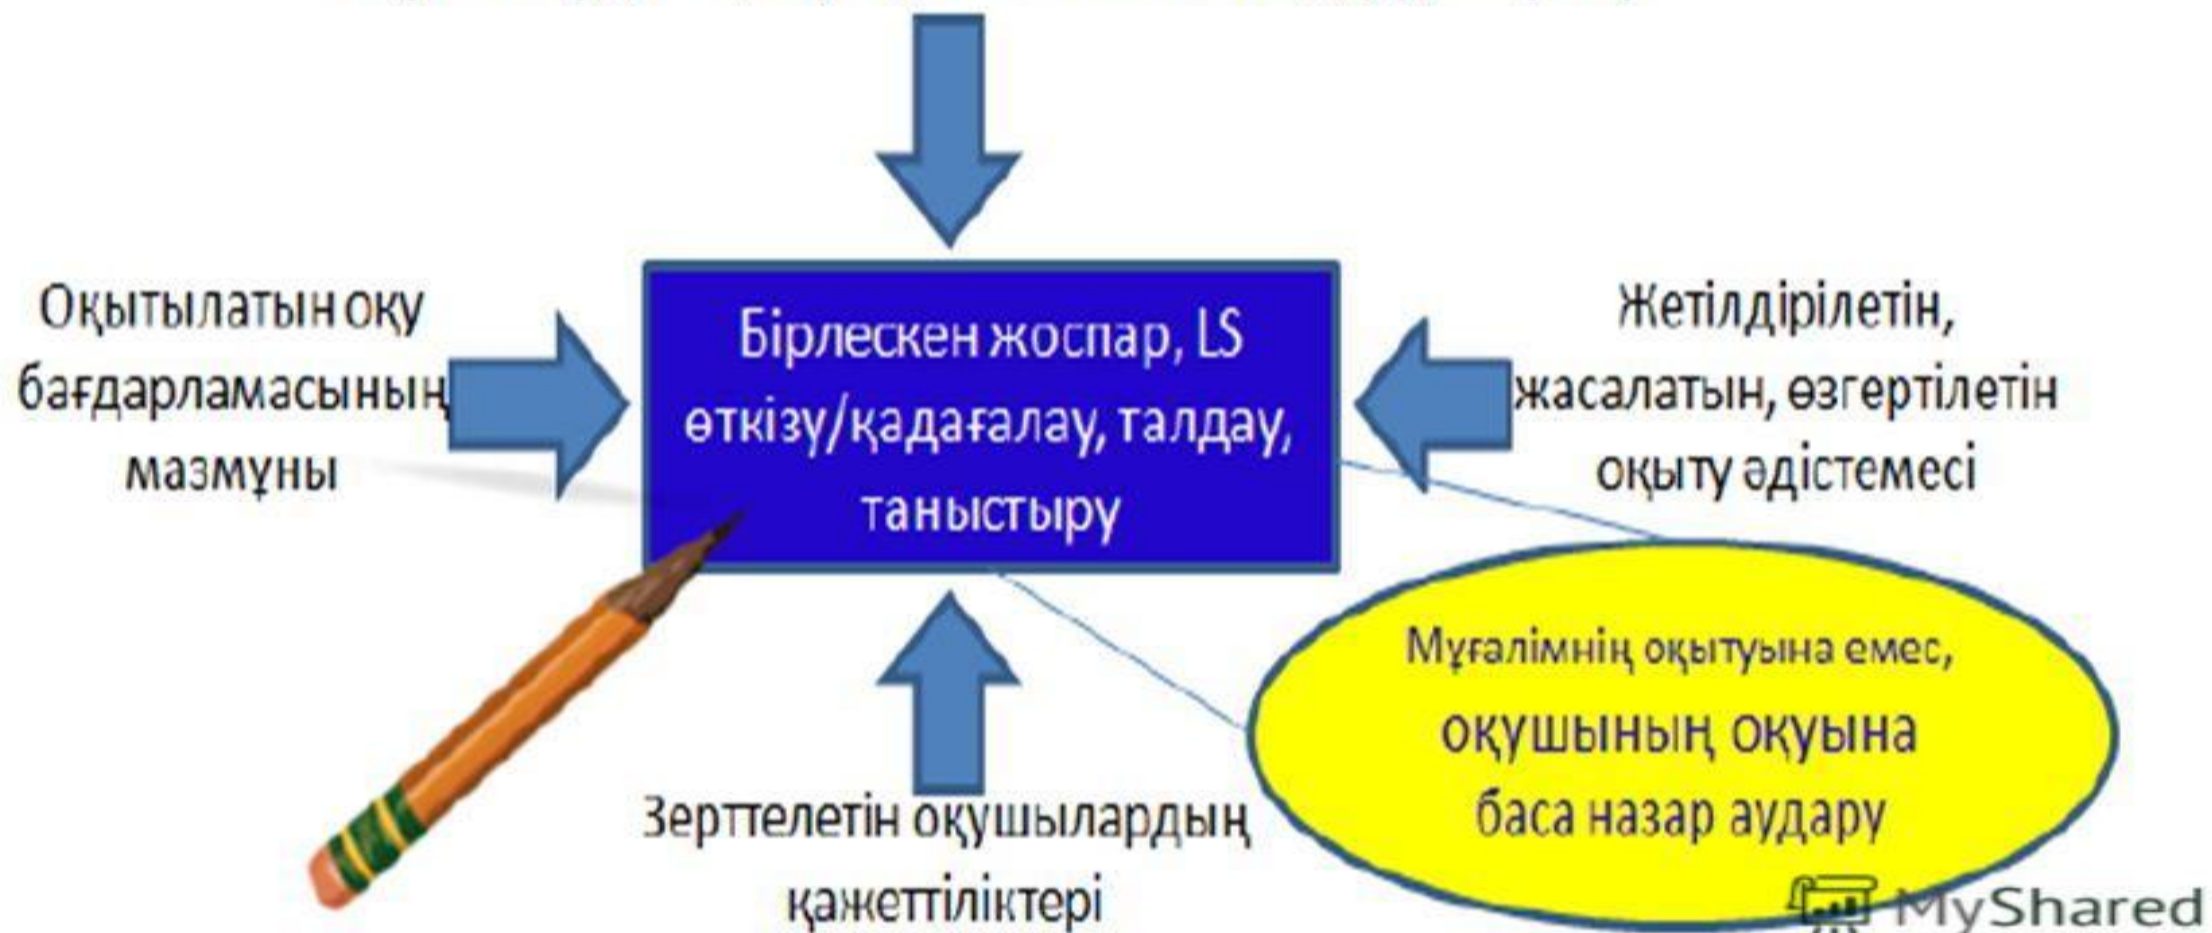 Оқытылатын оқу
бағдарламасының
мазмұны
Бірлескен жоспар, LS
өткізу/қадағалау, талдау,
таныстыру
Жетілдірілетін,
жасалатын, өзгертілетін
оқыту әдістемесі
Зерттелетін оқушылардың
қажеттіліктері
Мұғалімнің оқытуына емес,
оқушының оқуына
баса назар аудару
MyShared